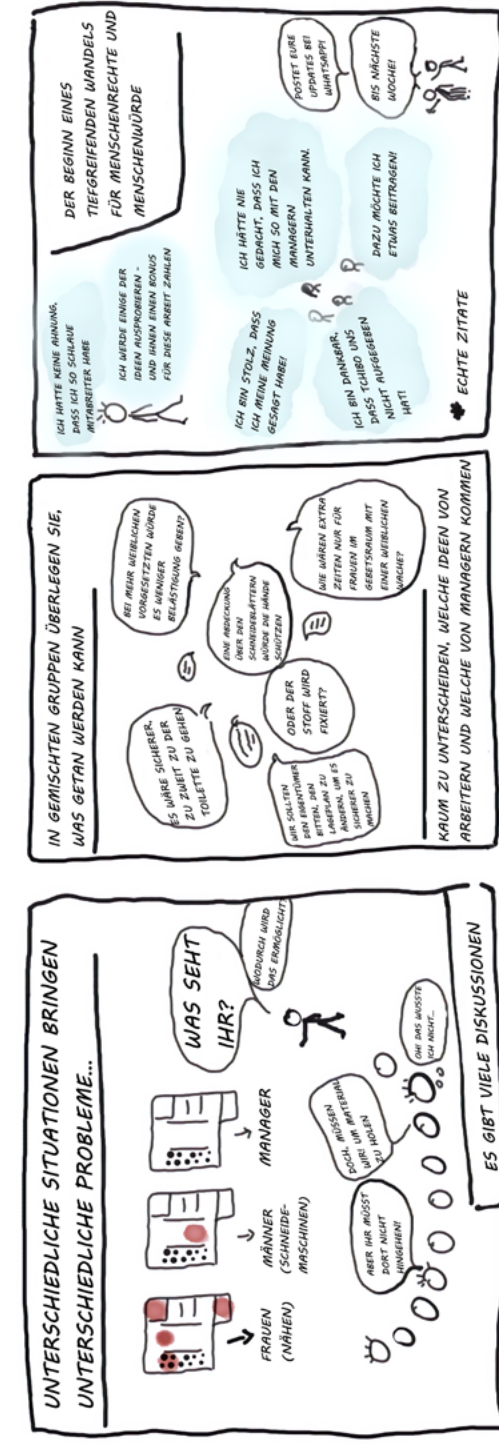 UNTERSCHIEDLICHE SITUATIONEN BRINGEN
UNTERSCHIEDLICHE PROBLEME...
FRAUEN
(NÄHEN)
MÄNNER
(SCHNEIDE-
MASCHINEN)
MANAGER
WAS SEHT
IHR?
WODURCH WIRD
DAS ERMÖGLICHT?
ABER IHR MÜSST
DORT NICHT
HINGEHEN!
DOCH, MÜSSEN
WIR! UM MATERIAL
ZU HOLEN
OH! DAS WUSSTE
ICH NICHT...
ES GIBT VIELE DISKUSSIONEN
IN GEMISCHTEN GRUPPEN ÜBERLEGEN SIE,
WAS GETAN WERDEN KANN
ES WÄRE SICHERER,
ZU ZWEIT ZU DER
TOILETTE ZU GEHEN
BEI MEHR WEIBLICHEN
VORGESETZTEN WÜRDE
ES WENIGER
BELÄSTIGUNG GEBEN?
EINE ABDECKUNG
ÜBER DEN
SCHNEIDEBLÄTTERN
WÜRDE DIE HÄNDE
SCHÜTZEN
WIR SOLLTEN
DEN EIGENTÜMER
BITTEN, DEN
LAGEPLAN ZU
ÄNDERN, UM ES
SICHERER ZU
MACHEN
ODER DER
STOFF WIRD
FIXIERT?
WIE WÄREN EXTRA
ZEITEN NUR FÜR
FRAUEN IM
GEBETSRAUM MIT
EINER WEIBLICHEN
WACHE?
KAUM ZU UNTERSCHEIDEN, WELCHE IDEEN VON
ARBEITERN UND WELCHE VON MANAGERN KOMMEN
ICH HATTE KEINE AHNUNG,
DASS ICH SO SCHLAUE
MITABREITER HABE
ICH WERDE EINIGE DER
IDEEN AUSPROBIEREN -
UND IHNEN EINEN BONUS
FÜR DIESE ARBEIT ZAHLEN
DER BEGINN EINES
TIEFGREIFENDEN WANDELS
FÜR MENSCHENRECHTE UND
MENSCHENWÜRDE
ICH BIN STOLZ, DASS
ICH MEINE MEINUNG
GESAGT HABE!
ICH HÄTTE NIE
GEDACHT, DASS ICH
MICH SO MIT DEN
MANAGERN
UNTERHALTEN KANN.
ICH BIN DANKBAR,
DASS TCHIBO UNS
NICHT AUFGEGEBEN
HAT!
DAZU MÖCHTE ICH
ETWAS BEITRAGEN!
POSTET EURE
UPDATES BEI
WHATSAPP!
BIS NÄCHSTE
WOCHE!
ECHTE ZITATE